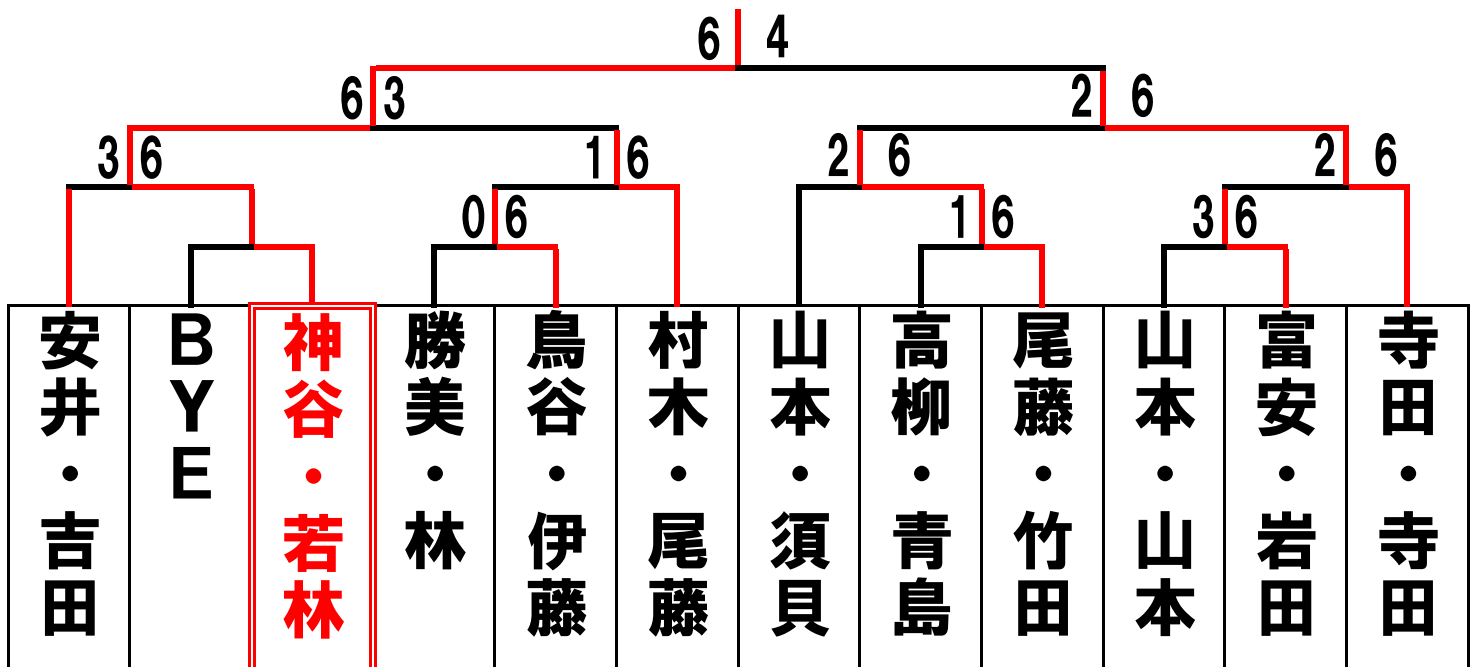 6 4
6 3
2 6
3 6
1 6
2 6
2 6
0 6
1 6
3 6
安井・吉田
BYE
神谷・若林
勝美・林
鳥谷・伊藤
村木・尾藤
山本・須貝
高柳・青島
尾藤・竹田
山本・山本
富安・岩田
寺田・寺田